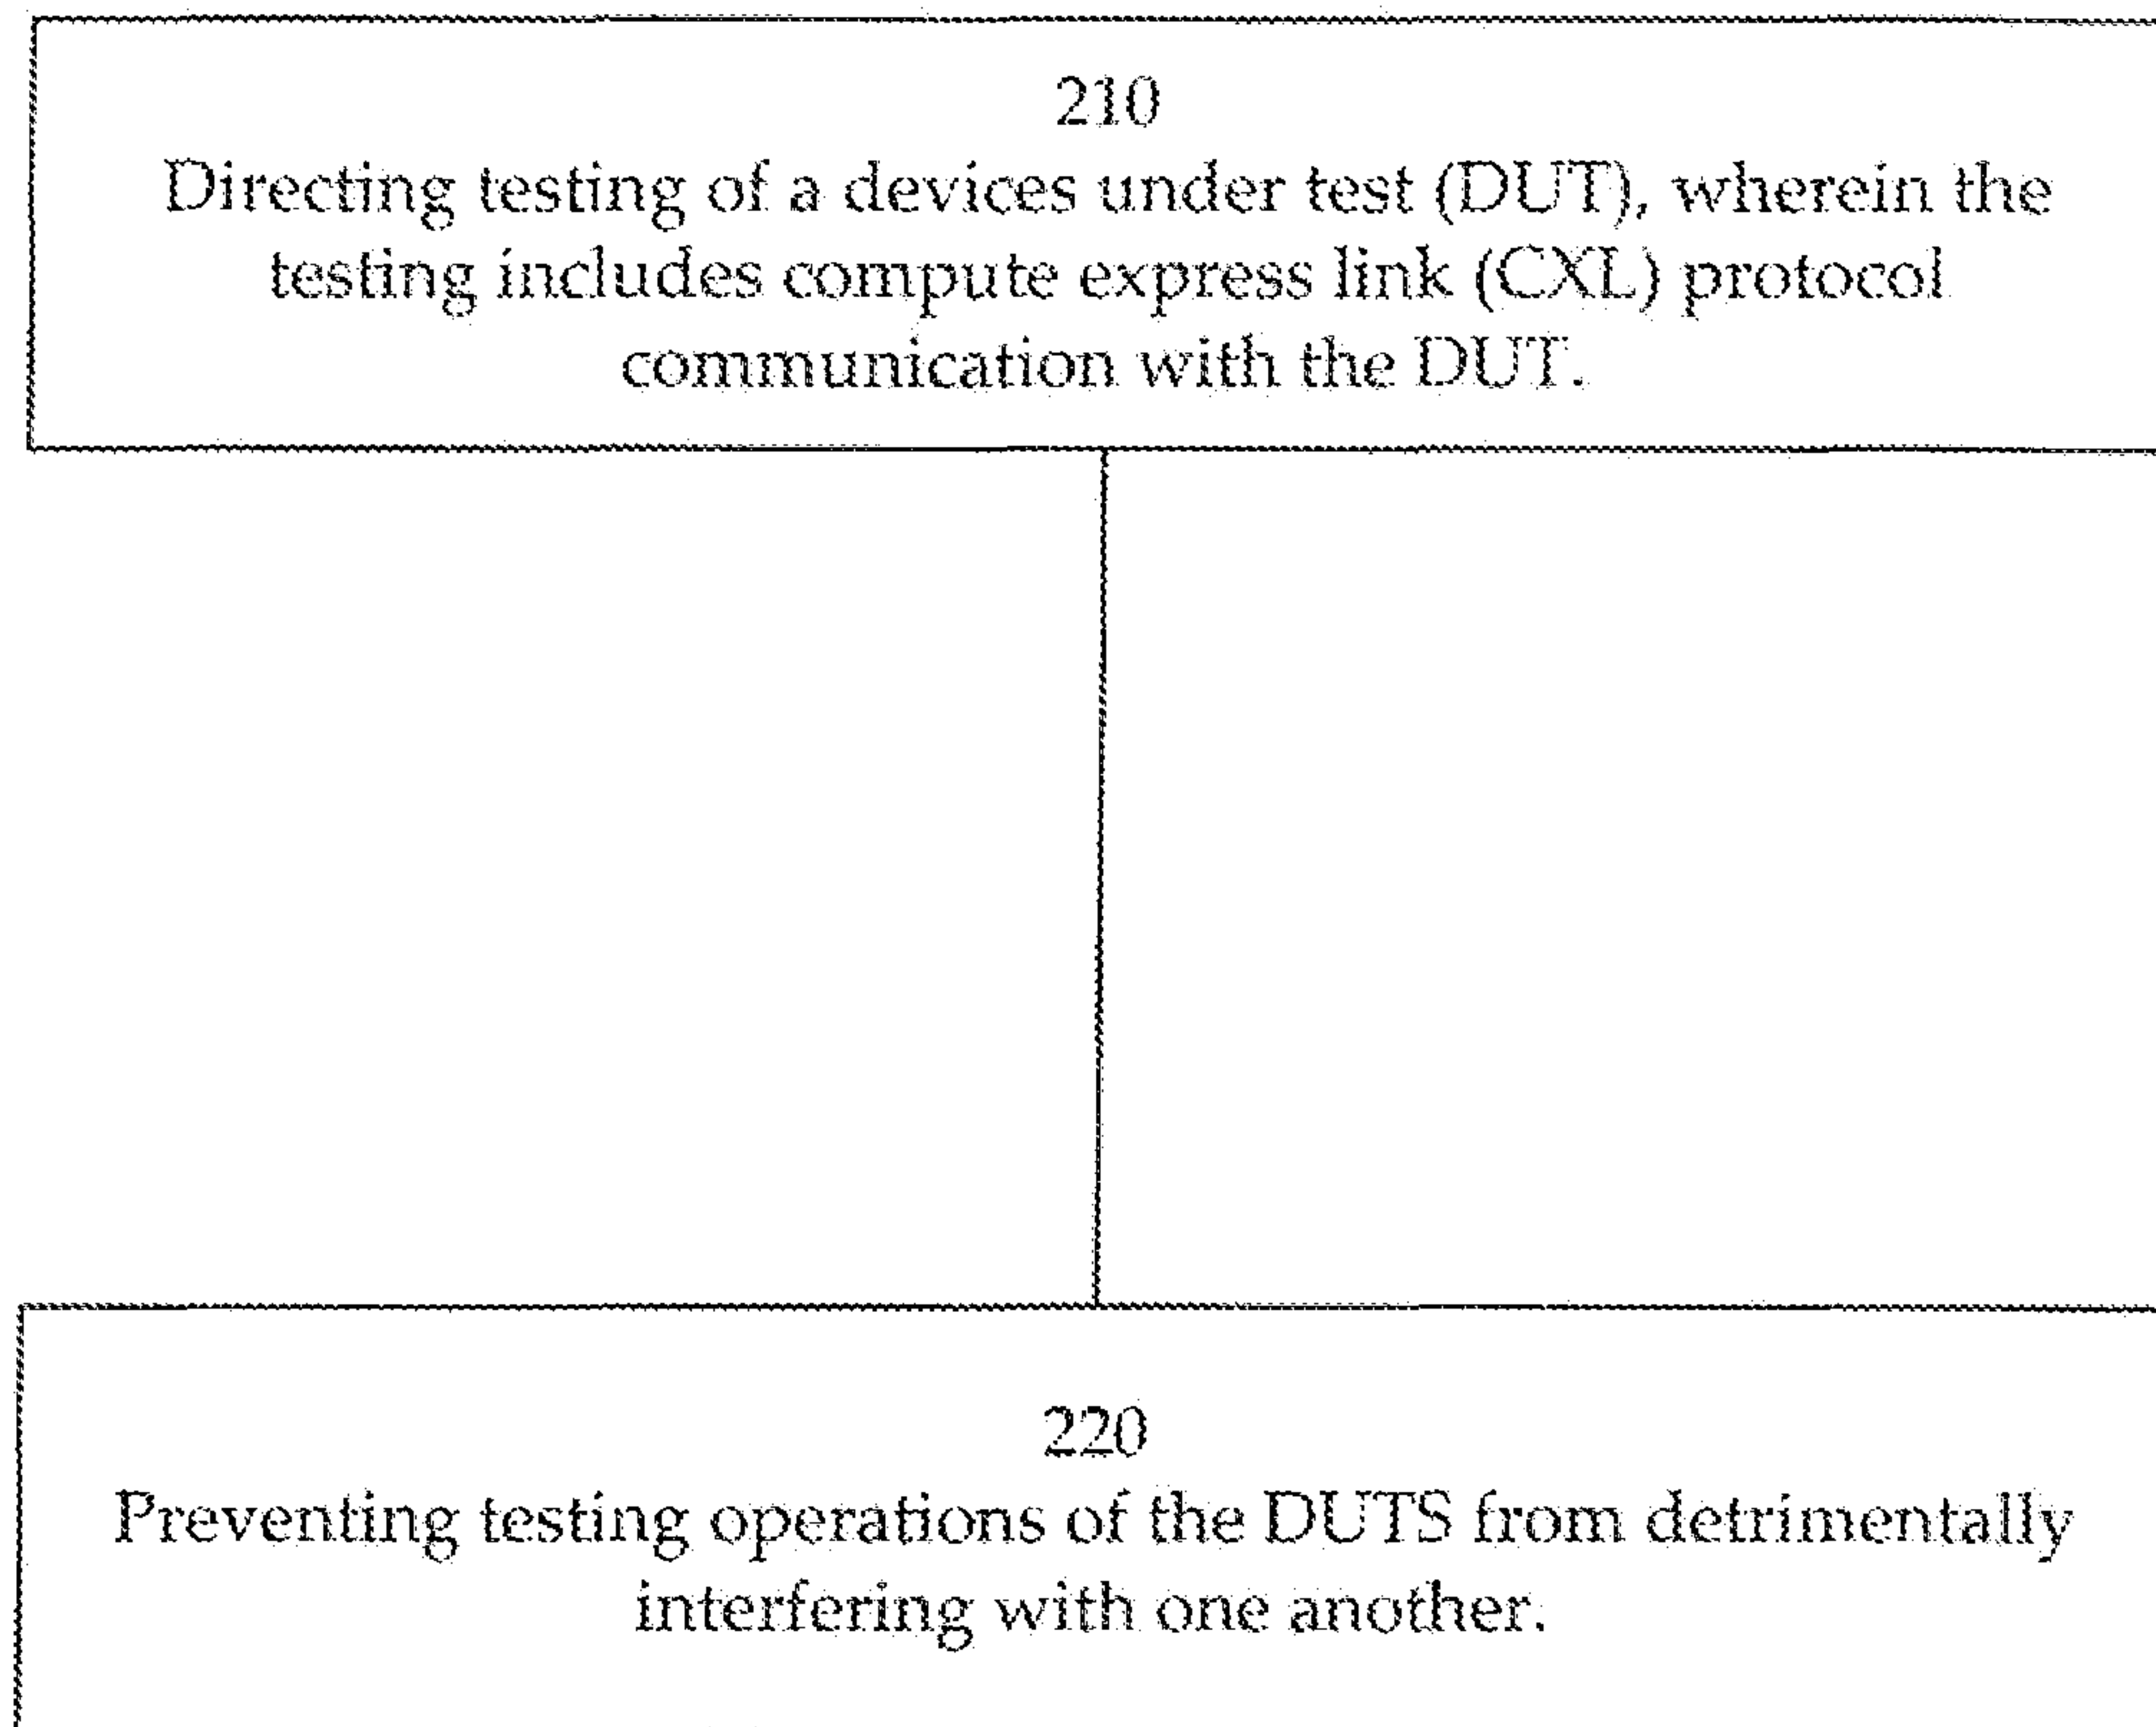 210
Directing testing of a devices under test (DUT), wherein the
testing includes compute express link (CXL) protocol
communication with the DUT.
220
Preventing testing operations of the DUTS from detrimentally
interfering with one another.